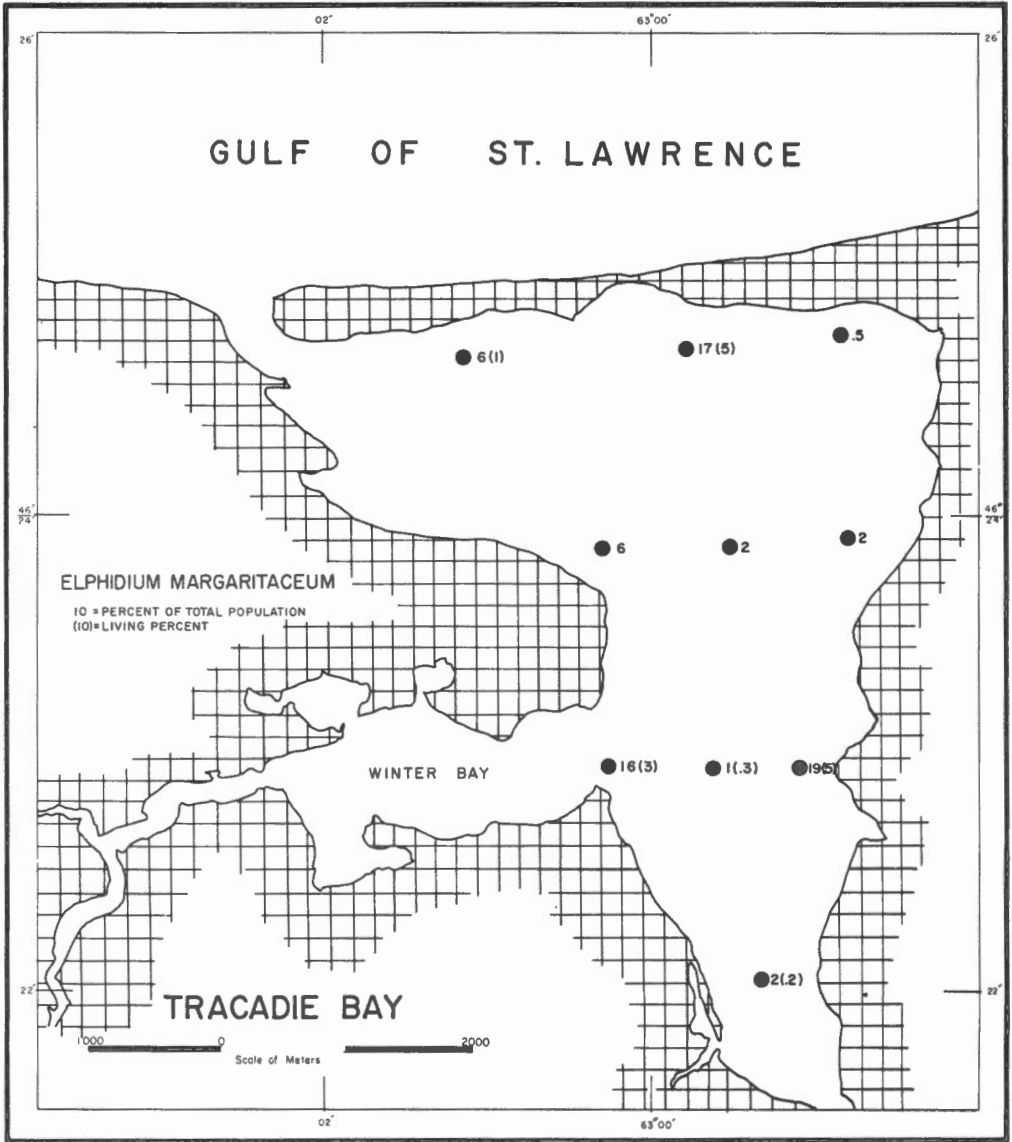 02' 63°00'
26' 26'
GULF OF ST. LAWRENCE
.5
6(1) 17(5)
46° 46°
24' 24'
6 2 2
ELPHIDIUM MARGARITACEUM
10 = PERCENT OF TOTAL POPULATION
(10)= LIVING PERCENT
WINTER BAY 16(3) 1(.3) 19(5)
2(.2)
22' 22'
TRACADIE BAY
1000 0 2000
Scale of Meters
02' 63°00'